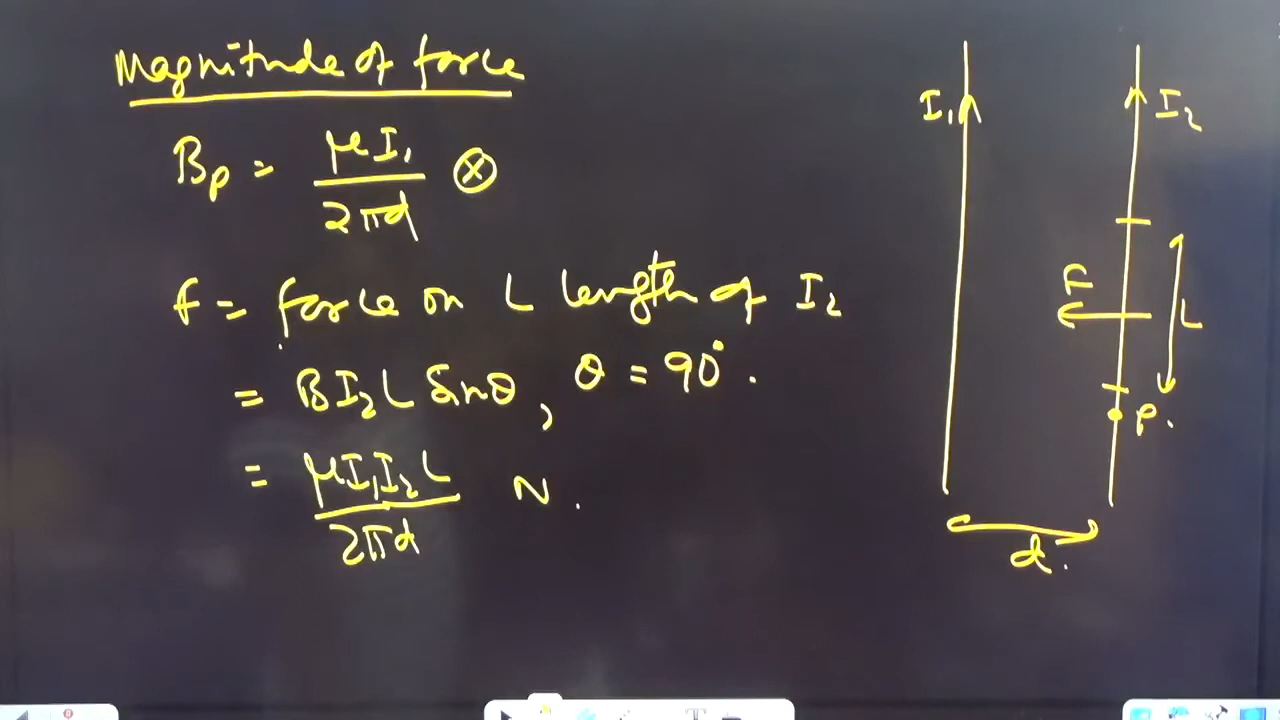 Magnitude of force
Bp = μI₁ / 2πd ⊗
F = force on L length of I₂
= BI₂L Sinθ, θ = 90°.
= μI₁I₂L / 2πd N.
I₁
I₂
F
L
P.
d.